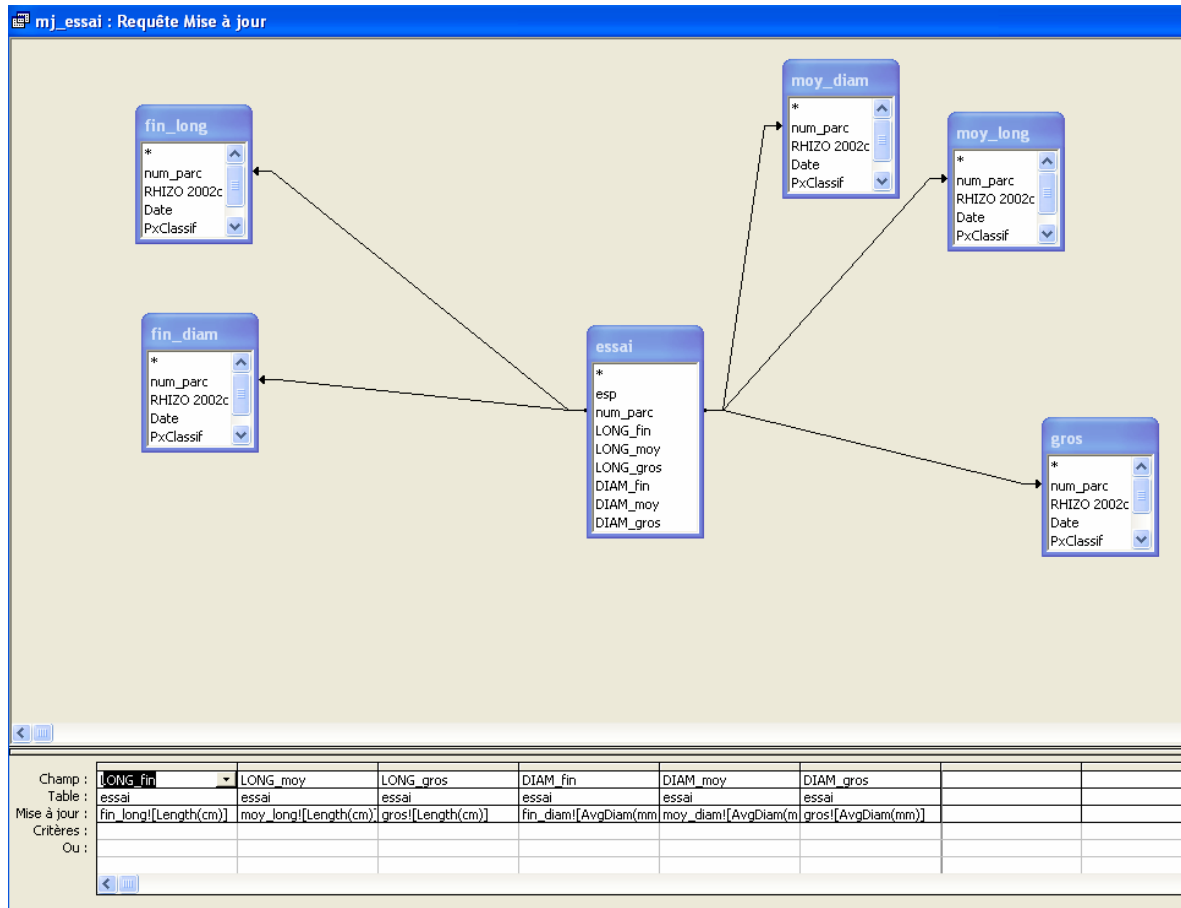 mj_essai : Requête Mise à jour
fin_long
*
num_parc
RHIZO 2002c
Date
PxClassif
moy_diam
*
num_parc
RHIZO 2002c
Date
PxClassif
moy_long
*
num_parc
RHIZO 2002c
Date
PxClassif
fin_diam
*
num_parc
RHIZO 2002c
Date
PxClassif
essai
*
esp
num_parc
LONG_fin
LONG_moy
LONG_gros
DIAM_fin
DIAM_moy
DIAM_gros
gros
*
num_parc
RHIZO 2002c
Date
PxClassif
Champ : LONG_fin LONG_moy LONG_gros DIAM_fin DIAM_moy DIAM_gros
Table : essai essai essai essai essai essai
Mise à jour : fin_long![Length(cm)] moy_long![Length(cm)] gros![Length(cm)] fin_diam![AvgDiam(mm moy_diam![AvgDiam(m gros![AvgDiam(mm)]
Critères :
Ou :